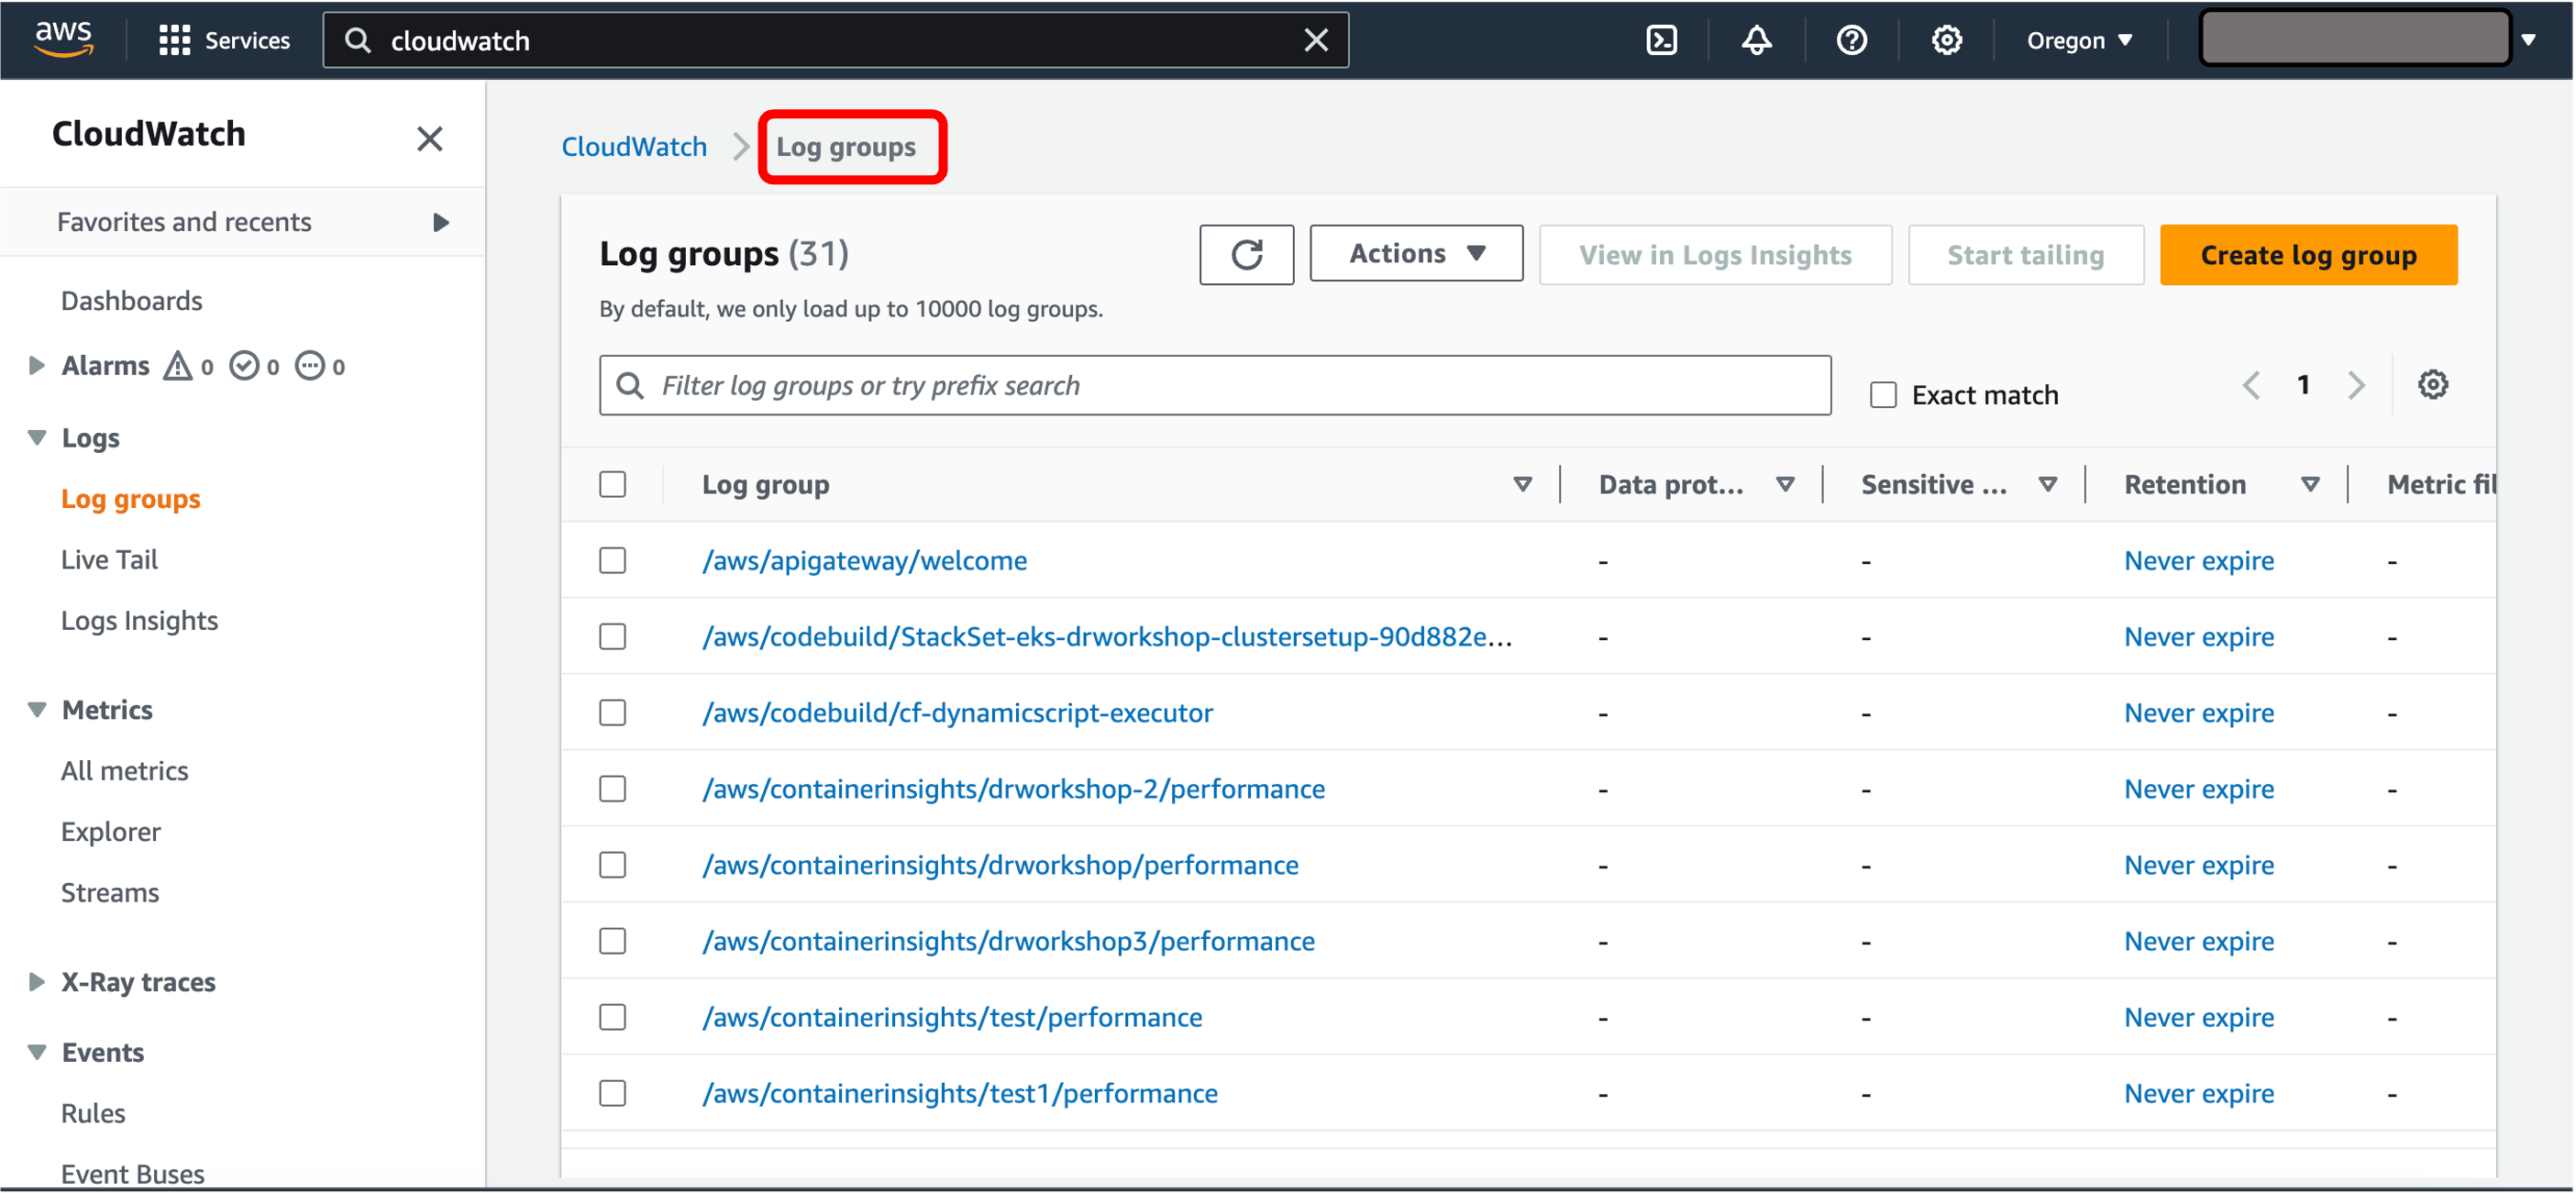 aws Services cloudwatch Oregon
CloudWatch
Favorites and recents
Dashboards
Alarms 0 0 0
Logs
Log groups
Live Tail
Logs Insights
Metrics
All metrics
Explorer
Streams
X-Ray traces
Events
Rules
Event Buses
CloudWatch Log groups
Log groups (31) Actions View in Logs Insights Start tailing Create log group
By default, we only load up to 10000 log groups.
Filter log groups or try prefix search Exact match 1
Log group Data prot... Sensitive ... Retention Metric fil
/aws/apigateway/welcome - - Never expire -
/aws/codebuild/StackSet-eks-drworkshop-clustersetup-90d882e... - - Never expire -
/aws/codebuild/cf-dynamicscript-executor - - Never expire -
/aws/containerinsights/drworkshop-2/performance - - Never expire -
/aws/containerinsights/drworkshop/performance - - Never expire -
/aws/containerinsights/drworkshop3/performance - - Never expire -
/aws/containerinsights/test/performance - - Never expire -
/aws/containerinsights/test1/performance - - Never expire -